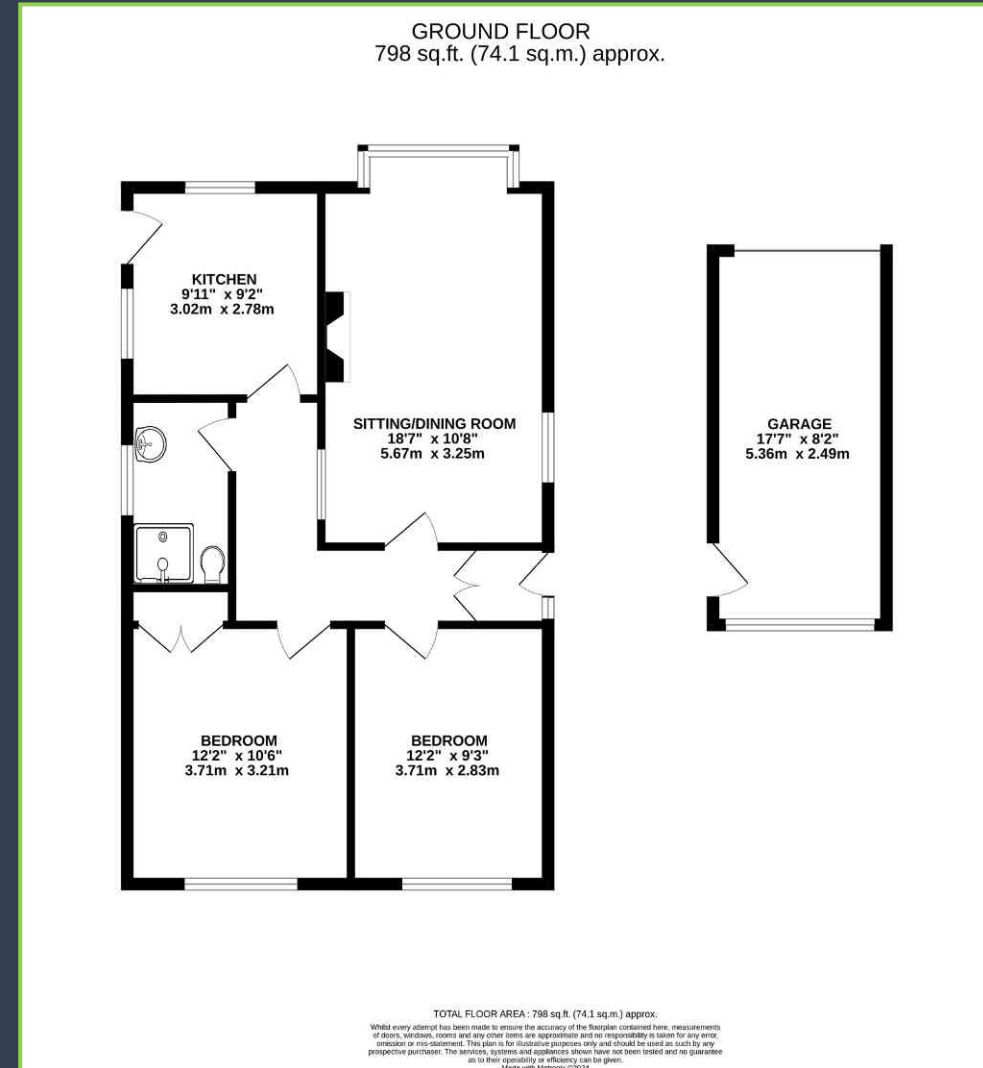 GROUND FLOOR
798 sq.ft. (74.1 sq.m.) approx.
KITCHEN
9'11" x 9'2"
3.02m x 2.78m
SITTING/DINING ROOM
18'7" x 10'8"
5.67m x 3.25m
GARAGE
17'7" x 8'2"
5.36m x 2.49m
BEDROOM
12'2" x 10'6"
3.71m x 3.21m
BEDROOM
12'2" x 9'3"
3.71m x 2.83m
TOTAL FLOOR AREA : 798 sq.ft. (74.1 sq.m.) approx.
Whilst every attempt has been made to ensure the accuracy of the floorplan contained here, measurements
of doors, windows, rooms and any other items are approximate and no responsibility is taken for any error,
omission or mis-statement. This plan is for illustrative purposes only and should be used as such by any
prospective purchaser. The services, systems and appliances shown have not been tested and no guarantee
as to their operability or efficiency can be given.
Made with Metropix ©2024